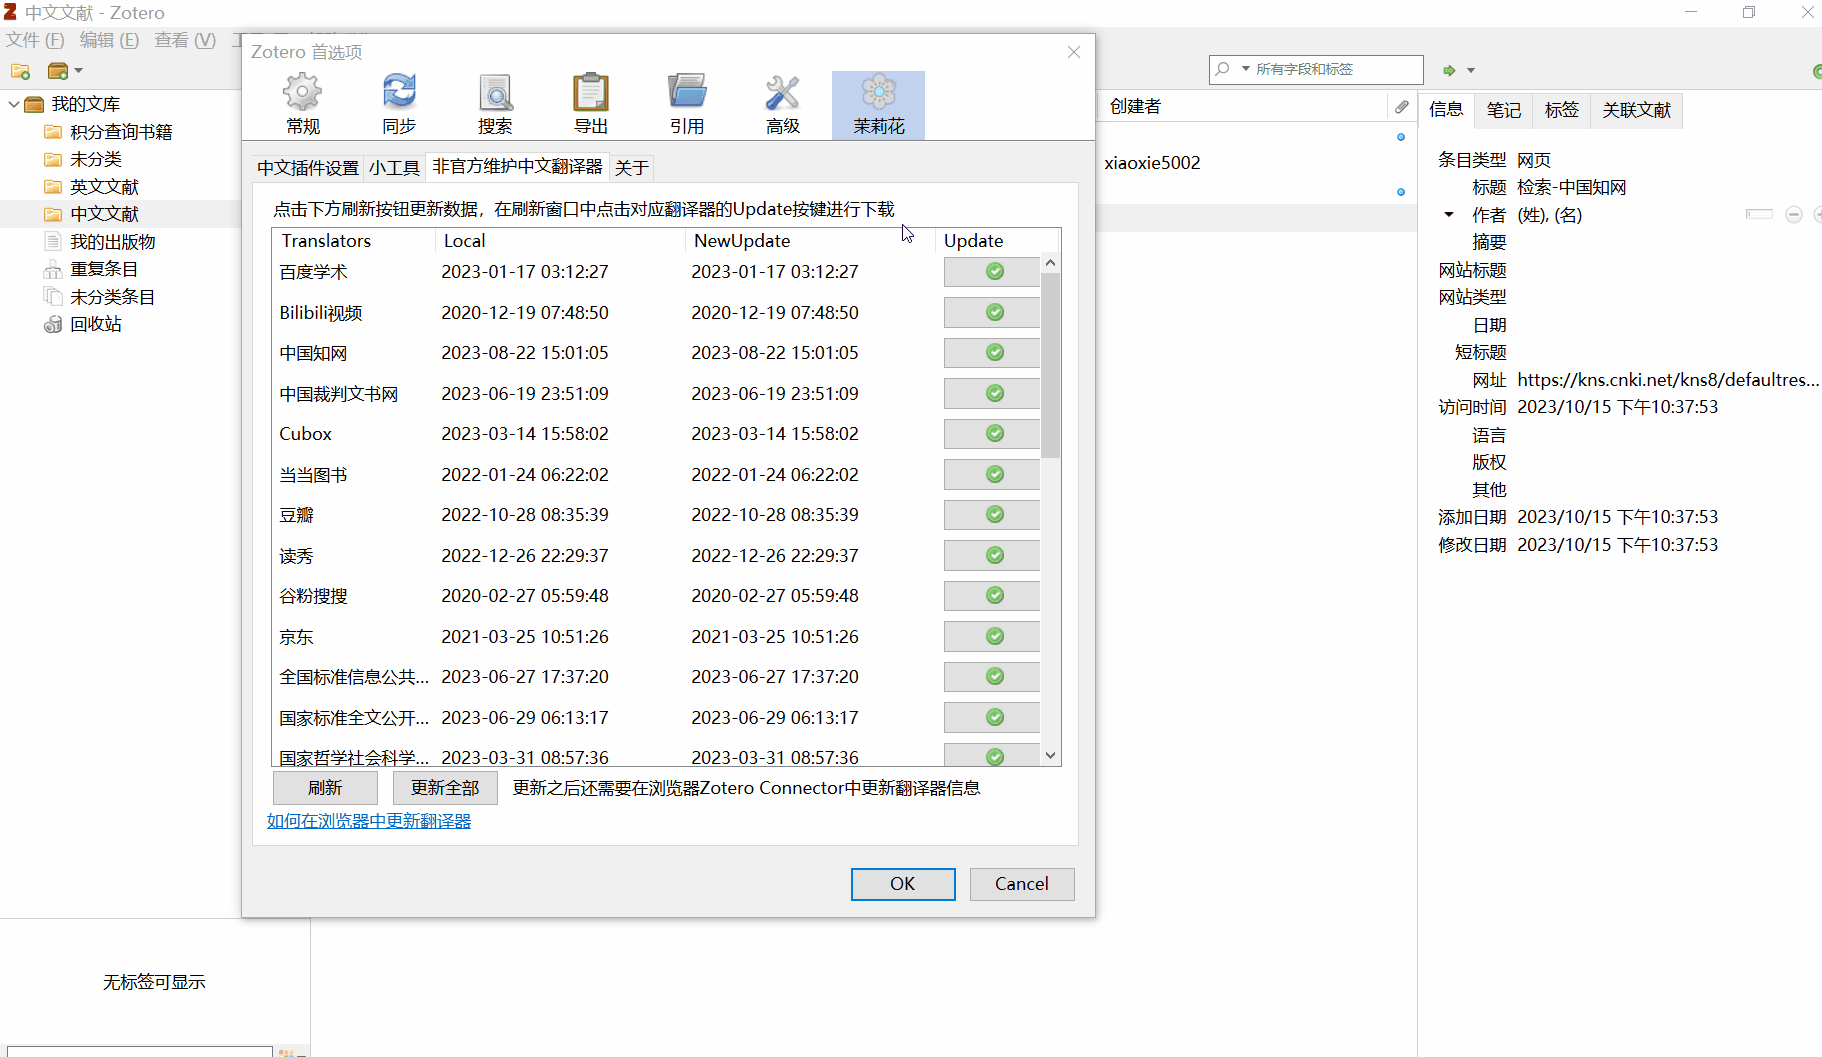 中文文献 - Zotero
文件 (F) 编辑 (E) 查看 (V)
Zotero 首选项
常规 同步 搜索 导出 引用 高级 茉莉花
所有字段和标签
中文插件设置 小工具 非官方维护中文翻译器 关于
点击下方刷新按钮更新数据，在刷新窗口中点击对应翻译器的Update按键进行下载
Translators Local NewUpdate Update
百度学术 2023-01-17 03:12:27 2023-01-17 03:12:27
Bilibili视频 2020-12-19 07:48:50 2020-12-19 07:48:50
中国知网 2023-08-22 15:01:05 2023-08-22 15:01:05
中国裁判文书网 2023-06-19 23:51:09 2023-06-19 23:51:09
Cubox 2023-03-14 15:58:02 2023-03-14 15:58:02
当当图书 2022-01-24 06:22:02 2022-01-24 06:22:02
豆瓣 2022-10-28 08:35:39 2022-10-28 08:35:39
读秀 2022-12-26 22:29:37 2022-12-26 22:29:37
谷粉搜搜 2020-02-27 05:59:48 2020-02-27 05:59:48
京东 2021-03-25 10:51:26 2021-03-25 10:51:26
全国标准信息公共... 2023-06-27 17:37:20 2023-06-27 17:37:20
国家标准全文公开... 2023-06-29 06:13:17 2023-06-29 06:13:17
国家哲学社会科学... 2023-03-31 08:57:36 2023-03-31 08:57:36
刷新 更新全部 更新之后还需要在浏览器Zotero Connector中更新翻译器信息
如何在浏览器中更新翻译器
OK Cancel
我的文库
积分查询书籍
未分类
英文文献
中文文献
我的出版物
重复条目
未分类条目
回收站
无标签可显示
创建者
xiaoxie5002
信息 笔记 标签 关联文献
条目类型 网页
标题 检索-中国知网
作者 (姓), (名)
摘要
网站标题
网站类型
日期
短标题
网址 https://kns.cnki.net/kns8/defaultres...
访问时间 2023/10/15 下午10:37:53
语言
版权
其他
添加日期 2023/10/15 下午10:37:53
修改日期 2023/10/15 下午10:37:53